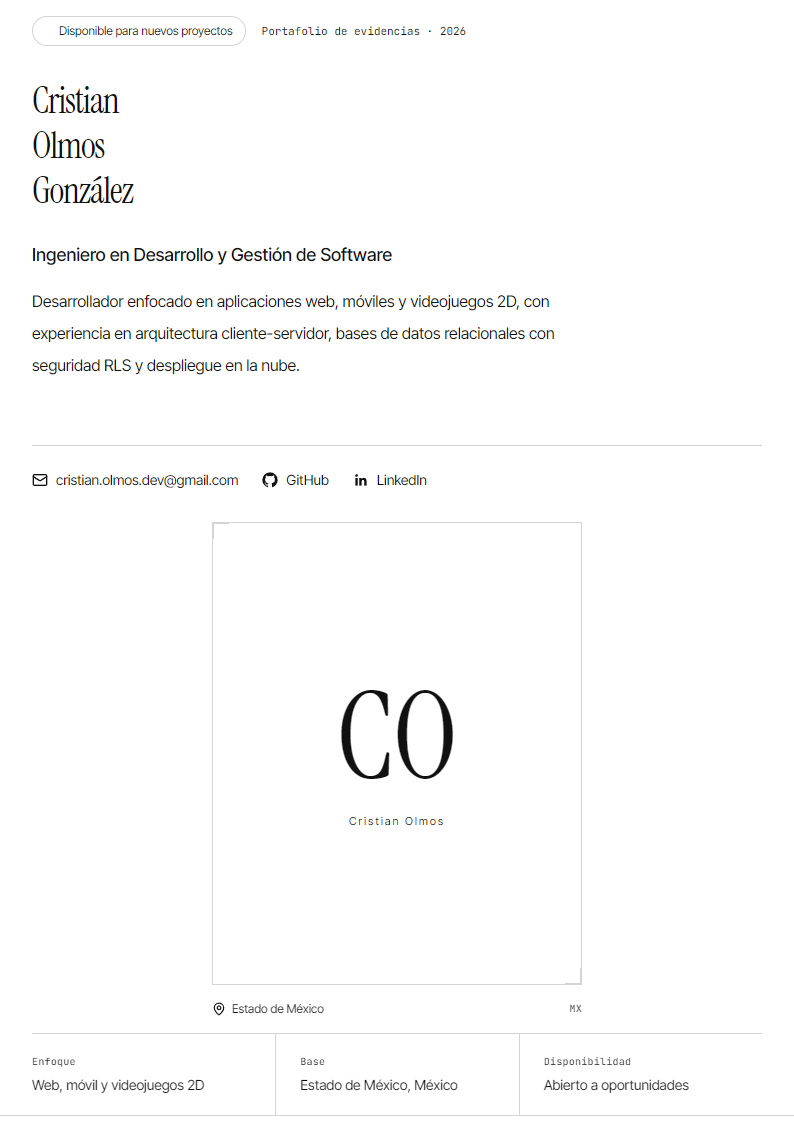 Disponible para nuevos proyectos Portafolio de evidencias · 2026
Cristian
Olmos
González
Ingeniero en Desarrollo y Gestión de Software
Desarrollador enfocado en aplicaciones web, móviles y videojuegos 2D, con
experiencia en arquitectura cliente-servidor, bases de datos relacionales con
seguridad RLS y despliegue en la nube.
cristian.olmos.dev@gmail.com GitHub LinkedIn
CO
Cristian Olmos
Estado de México MX
Enfoque Base Disponibilidad
Web, móvil y videojuegos 2D Estado de México, México Abierto a oportunidades